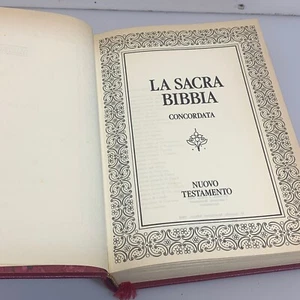 LA SACRA
BIBBIA
CONCORDATA
NUOVO
TESTAMENTO